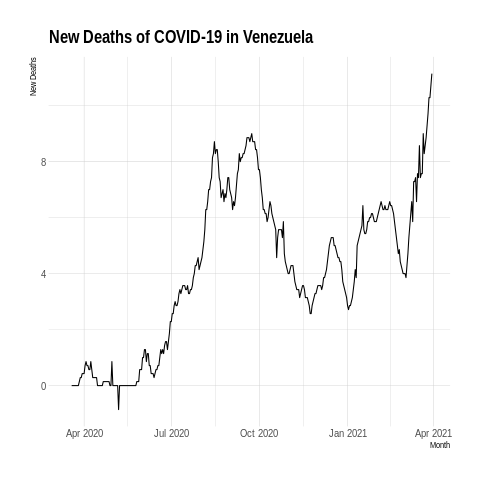 New Deaths of COVID-19 in Venezuela
New Deaths
8
4
0
Apr 2020 Jul 2020 Oct 2020 Jan 2021 Apr 2021
Month